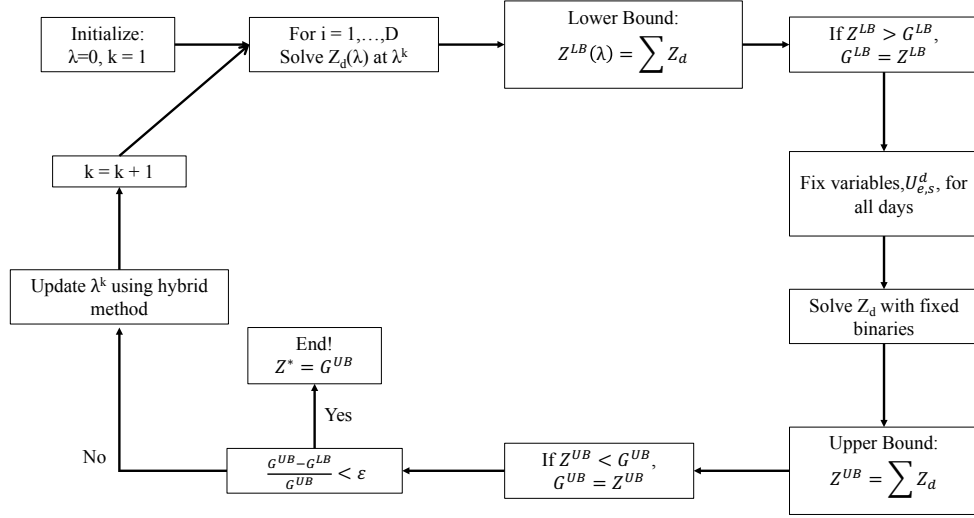 Initialize:
λ=0, k = 1
For i = 1,…,D
Solve Z_d(λ) at λ^k
Lower Bound:
Z^{LB}(λ) = ∑ Z_d
If Z^{LB} > G^{LB},
G^{LB} = Z^{LB}
Fix variables,U_{e,s}^d, for
all days
Solve Z_d with fixed
binaries
Upper Bound:
Z^{UB} = ∑ Z_d
If Z^{UB} < G^{UB},
G^{UB} = Z^{UB}
\frac{G^{UB}−G^{LB}}{G^{UB}} < ε
Yes
End!
Z^* = G^{UB}
No
Update λ^k using hybrid
method
k = k + 1